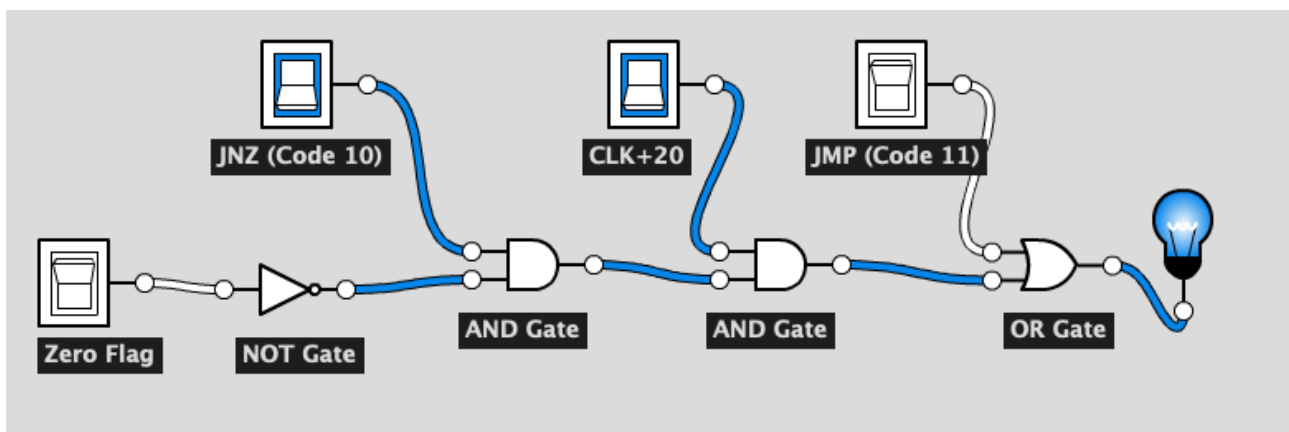 JNZ (Code 10)
CLK+20
JMP (Code 11)
Zero Flag
NOT Gate
AND Gate
AND Gate
OR Gate